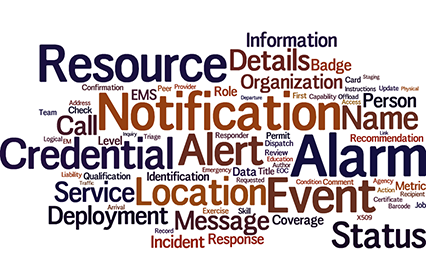 Information
Resource Details Badge
Confirmation EMS Peer Provider Role Organization Card Staging
Instructions Update Physical
Address Check Departure First Capability Offload Access Person
Team Call Notification Name
Logical EM Level Inquiry Triage Responder Permit Dispatch Link Recommendation
Credential Alert Review Education Author EOC Alarm
Liability Qualification Identification Emergency Data Title
Traffic Requested Condition Comment Agency Action Metric
Service Location Event Recipient
Certificate Barcode Job
Arrival Exercise Skill X509
Deployment Message Coverage Status
Record Incident Response